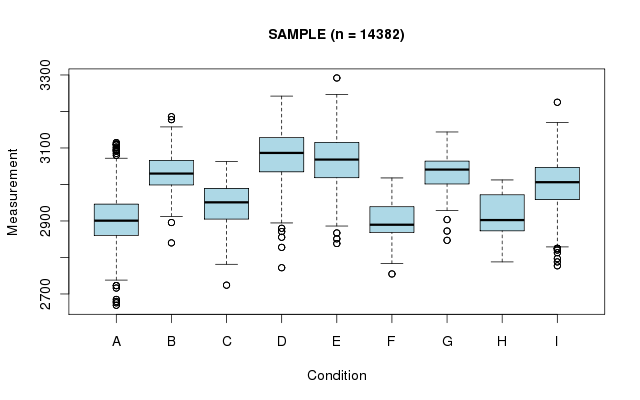 SAMPLE (n = 14382)
Measurement
3300
3100
2900
2700
A B C D E F G H I
Condition